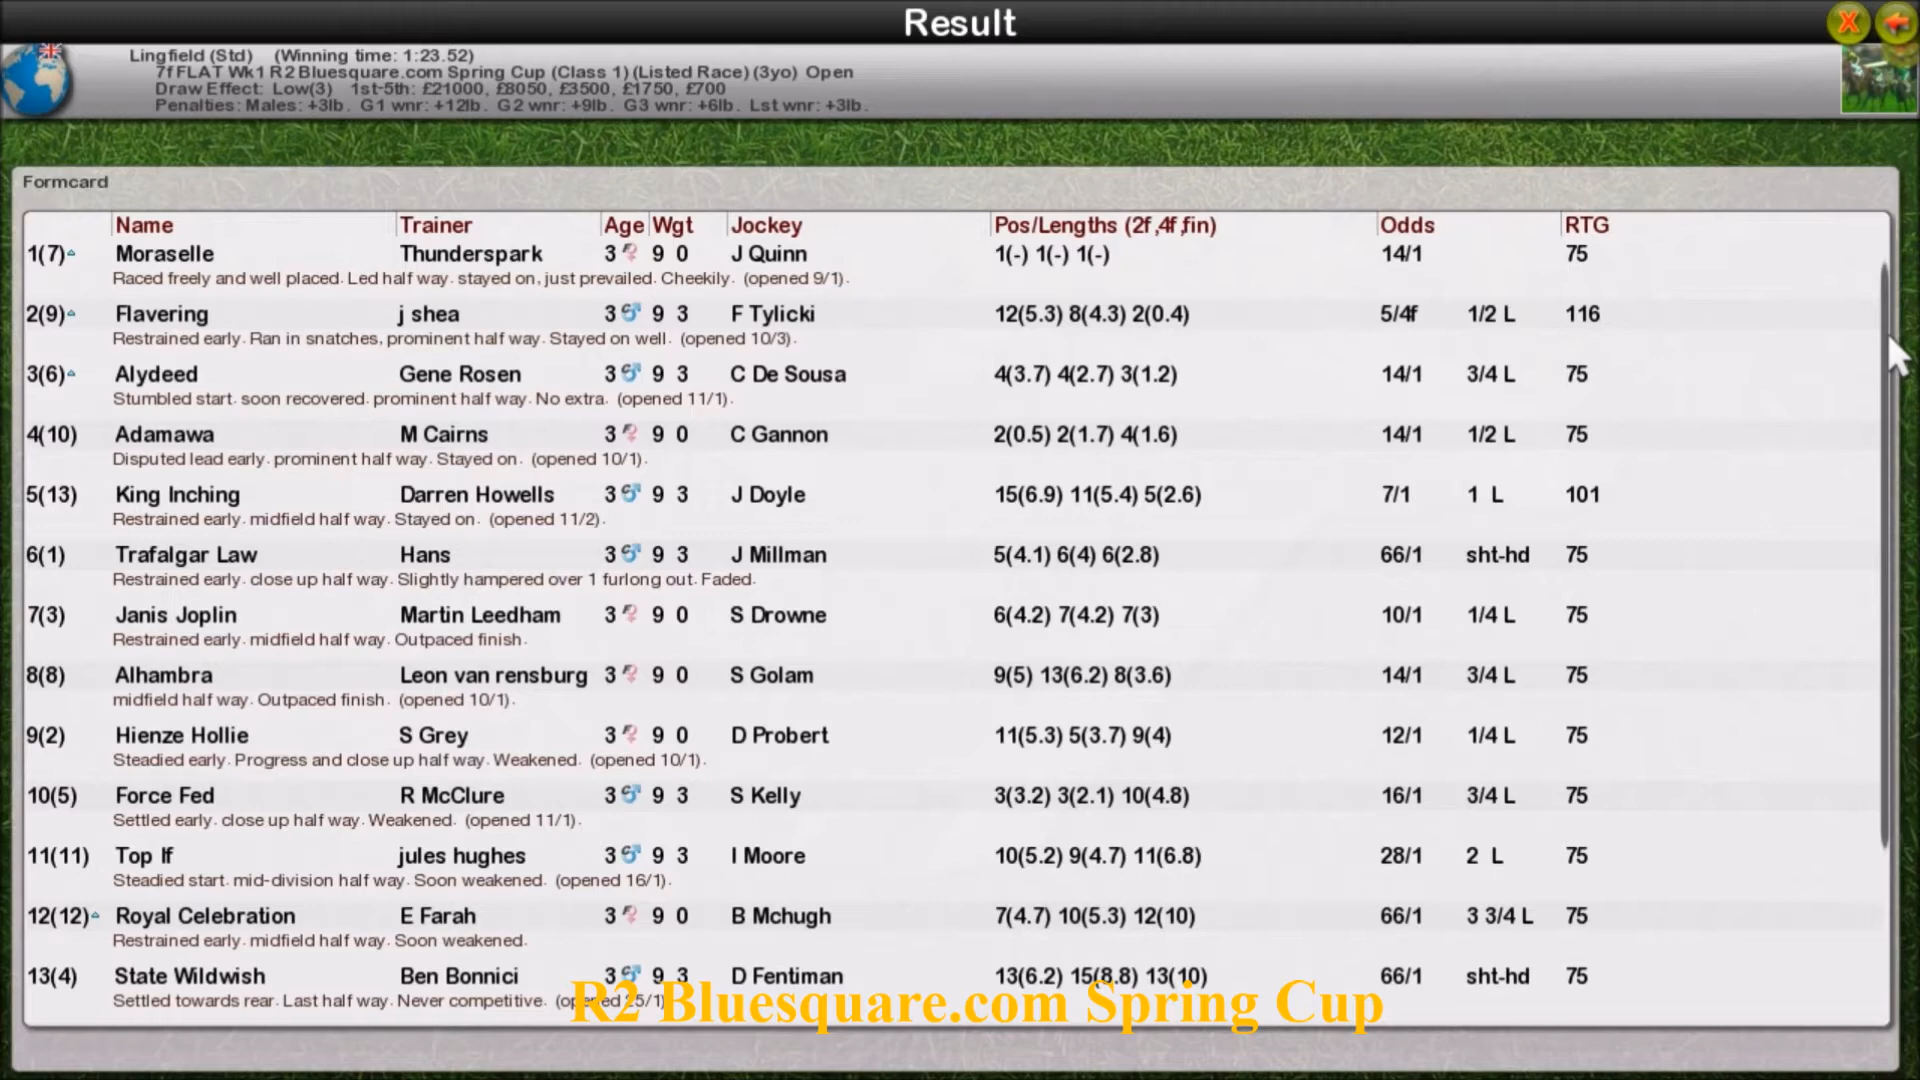 Result
Lingfield (Std) (Winning time: 1:23.52)
7f FLAT Wk1 R2 Bluesquare.com Spring Cup (Class 1) (Listed Race) (3yo) Open
Draw Effect: Low(3) 1st-5th: £21000, £8050, £3500, £1750, £700
Penalties: Males: +3lb. G1 wnr: +12lb. G2 wnr: +9lb. G3 wnr: +6lb. Lst wnr: +3lb.
Formcard
Name Trainer Age Wgt Jockey Pos/Lengths (2f,4f,fin) Odds RTG
1(7) Moraselle Thunderspark 3 9 0 J Quinn 1(-) 1(-) 1(-) 14/1 75
Raced freely and well placed. Led half way. stayed on, just prevailed. Cheekily. (opened 9/1).
2(9) Flavering j shea 3 9 3 F Tylicki 12(5.3) 8(4.3) 2(0.4) 5/4f 1/2 L 116
Restrained early. Ran in snatches, prominent half way. Stayed on well. (opened 10/3).
3(6) Alydeed Gene Rosen 3 9 3 C De Sousa 4(3.7) 4(2.7) 3(1.2) 14/1 3/4 L 75
Stumbled start. soon recovered. prominent half way. No extra. (opened 11/1).
4(10) Adamawa M Cairns 3 9 0 C Gannon 2(0.5) 2(1.7) 4(1.6) 14/1 1/2 L 75
Disputed lead early. prominent half way. Stayed on. (opened 10/1).
5(13) King Inching Darren Howells 3 9 3 J Doyle 15(6.9) 11(5.4) 5(2.6) 7/1 1 L 101
Restrained early. midfield half way. Stayed on. (opened 11/2).
6(1) Trafalgar Law Hans 3 9 3 J Millman 5(4.1) 6(4) 6(2.8) 66/1 sht-hd 75
Restrained early. close up half way. Slightly hampered over 1 furlong out. Faded.
7(3) Janis Joplin Martin Leedham 3 9 0 S Drowne 6(4.2) 7(4.2) 7(3) 10/1 1/4 L 75
Restrained early. midfield half way. Outpaced finish.
8(8) Alhambra Leon van rensburg 3 9 0 S Golam 9(5) 13(6.2) 8(3.6) 14/1 3/4 L 75
midfield half way. Outpaced finish. (opened 10/1).
9(2) Hienze Hollie S Grey 3 9 0 D Probert 11(5.3) 5(3.7) 9(4) 12/1 1/4 L 75
Steadied early. Progress and close up half way. Weakened. (opened 10/1).
10(5) Force Fed R McClure 3 9 3 S Kelly 3(3.2) 3(2.1) 10(4.8) 16/1 3/4 L 75
Settled early. close up half way. Weakened. (opened 11/1).
11(11) Top If jules hughes 3 9 3 I Moore 10(5.2) 9(4.7) 11(6.8) 28/1 2 L 75
Steadied start. mid-division half way. Soon weakened. (opened 16/1).
12(12) Royal Celebration E Farah 3 9 0 B Mchugh 7(4.7) 10(5.3) 12(10) 66/1 3 3/4 L 75
Restrained early. midfield half way. Soon weakened.
13(4) State Wildwish Ben Bonnici 3 9 3 D Fentiman 13(6.2) 15(8.8) 13(10) 66/1 sht-hd 75
Settled towards rear. Last half way. Never competitive. (opened 25/1)
R2 Bluesquare.com Spring Cup